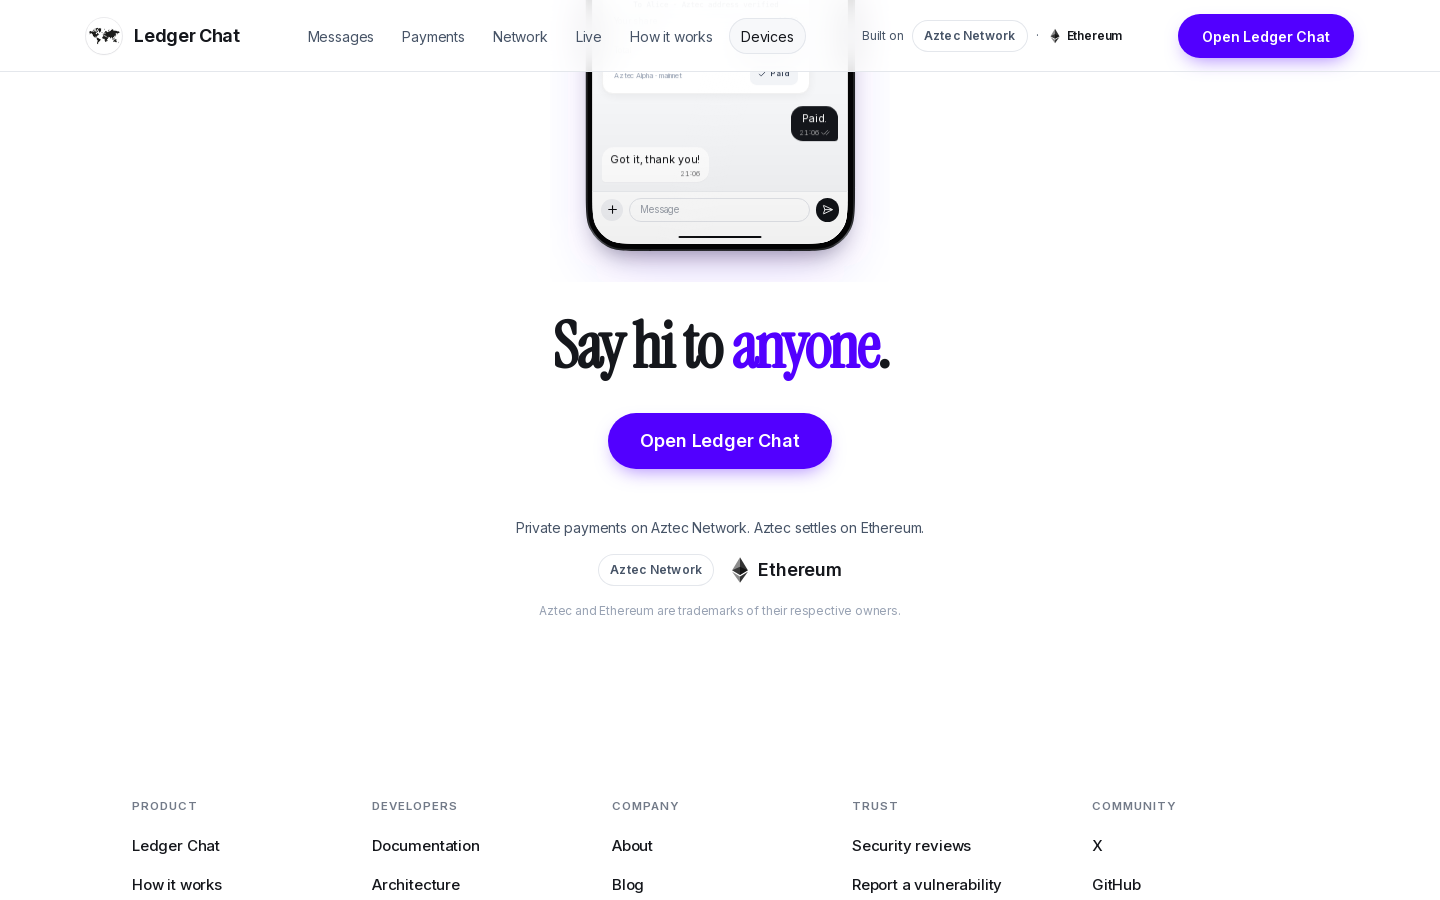 Ledger Chat
Messages
Payments
Network
Live
How it works
Devices
Built on
Aztec Network
·
Ethereum
Open Ledger Chat
Aztec Alpha · mainnet
Paid
Paid.
21:06
Got it, thank you!
21:06
Message
Say hi to anyone.
Open Ledger Chat
Private payments on Aztec Network. Aztec settles on Ethereum.
Aztec Network
Ethereum
Aztec and Ethereum are trademarks of their respective owners.
PRODUCT
Ledger Chat
How it works
DEVELOPERS
Documentation
Architecture
COMPANY
About
Blog
TRUST
Security reviews
Report a vulnerability
COMMUNITY
X
GitHub